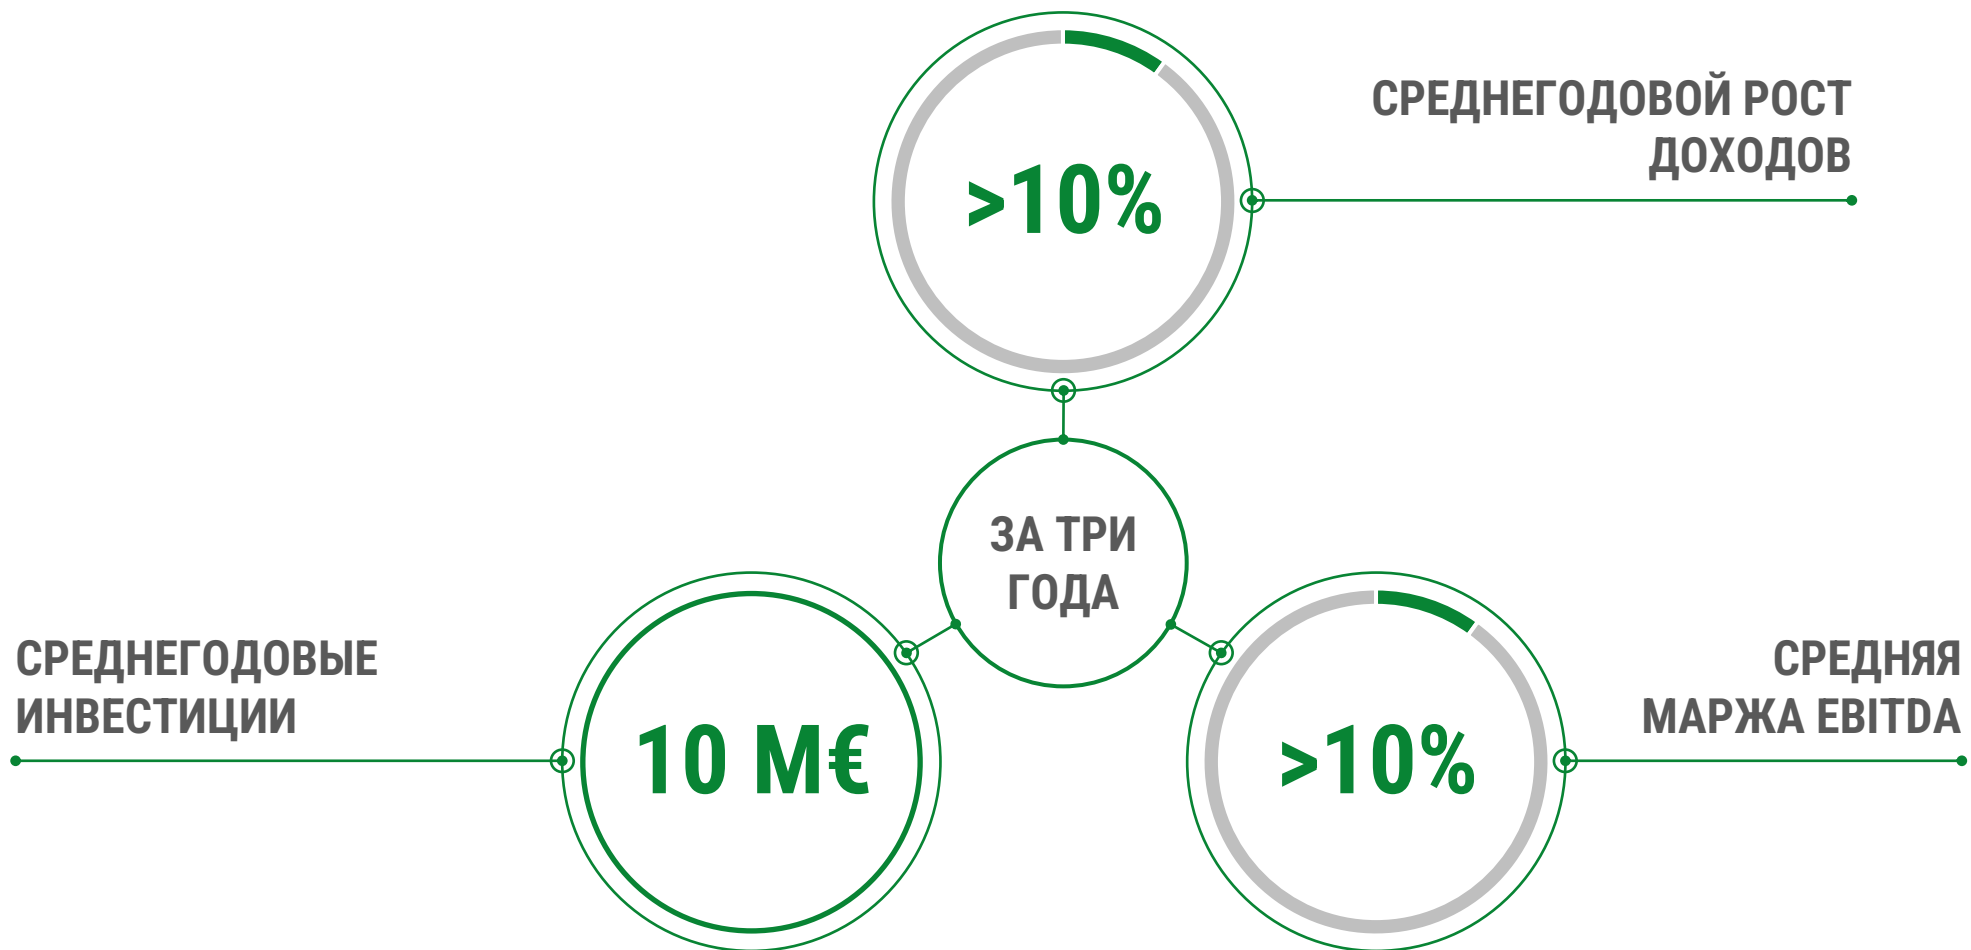 >10%
СРЕДНЕГОДОВОЙ РОСТ
ДОХОДОВ
ЗА ТРИ
ГОДА
СРЕДНЕГОДОВЫЕ
ИНВЕСТИЦИИ
10 М€
>10%
СРЕДНЯЯ
МАРЖА EBITDA